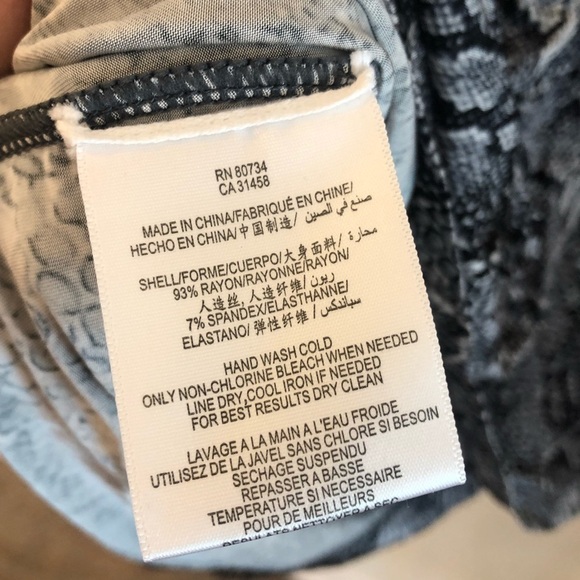 RN 80734
CA 31458
MADE IN CHINA/FABRIQUÉ EN CHINE/
HECHO EN CHINA/中国制造/ صنع في الصين
SHELL/FORME/CUERPO/大身面料/ محارة/
93% RAYON/RAYONNE/RAYON/
人造丝, 人造纤维/ ريون/
7% SPANDEX/ELASTHANNE/
ELASTANO/ 弹性纤维/ سباندكس
HAND WASH COLD
ONLY NON-CHLORINE BLEACH WHEN NEEDED
LINE DRY,COOL IRON IF NEEDED
FOR BEST RESULTS DRY CLEAN
LAVAGE A LA MAIN A L'EAU FROIDE
UTILISEZ DE LA JAVEL SANS CHLORE SI BESOIN
SECHAGE SUSPENDU
REPASSER A BASSE
TEMPERATURE SI NECESSAIRE
POUR DE MEILLEURS
RESULTATS NETTOYER A SEC